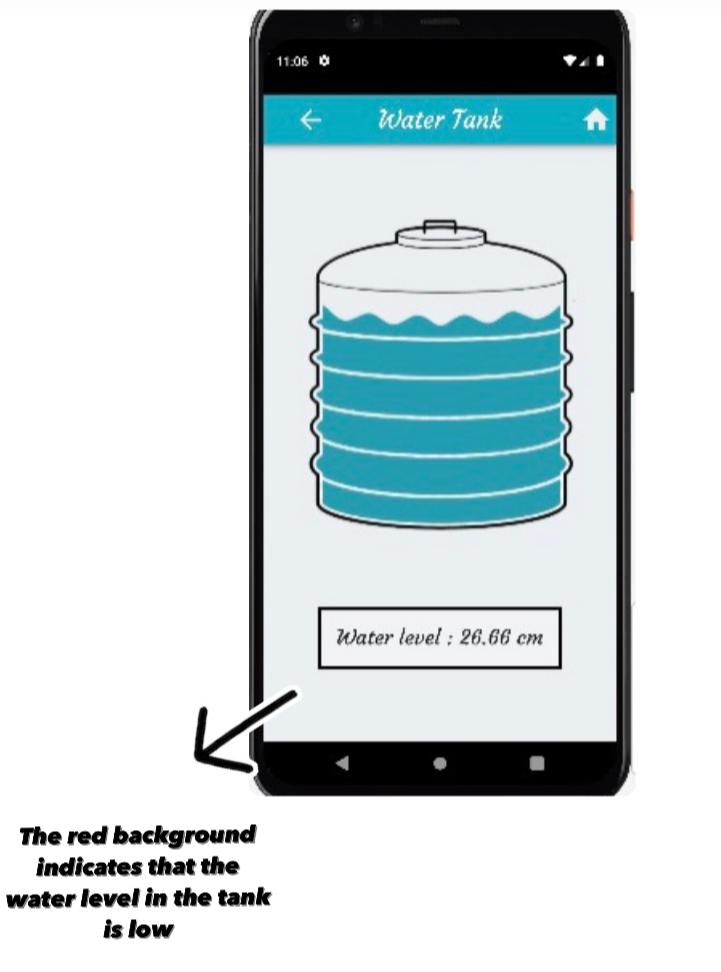 11:06
Water Tank
Water level : 26.66 cm
The red background
indicates that the
water level in the tank
is low